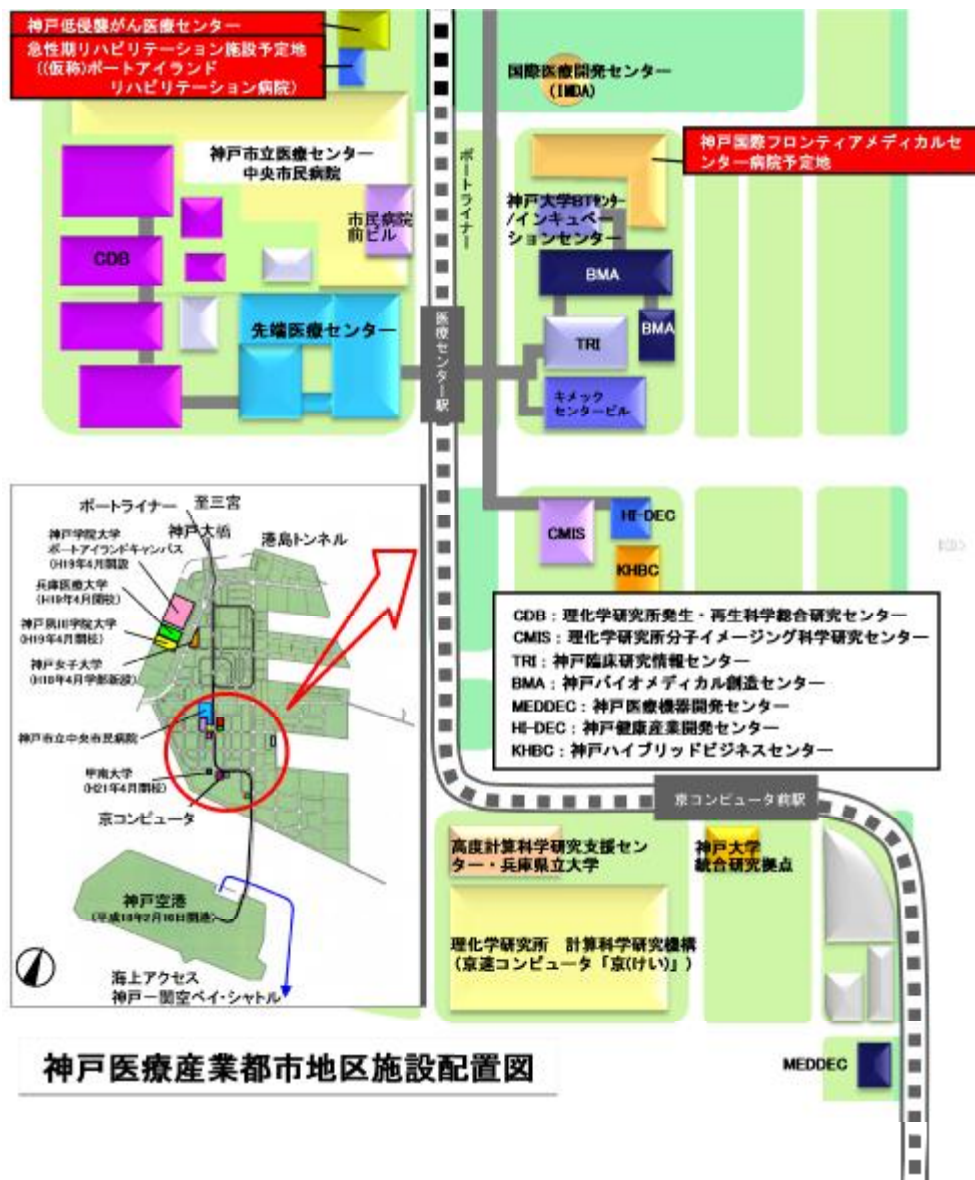 神戸低侵襲がん医療センター
急性期リハビリテーション施設予定地
((仮称)ポートアイランド
リハビリテーション病院)
国際医療開発センター
(IMDA)
神戸国際フロンティアメディカルセ
ンター病院予定地
神戸市立医療センター
中央市民病院
ポートライナー
市民病院
前ビル
神戸大学BTセンター
/インキュベー
ションセンター
CDB
BMA
先端医療センター
医療センター駅
TRI
BMA
キメック
センタービル
CMIS
HI-DEC
KHBC
ポートライナー
至三宮
神戸大橋
港島トンネル
神戸学院大学
ポートアイランドキャンパス
(H19年4月開設
兵庫医療大学
(H19年4月開校)
神戸夙川学院大学
(H19年4月開校)
神戸女子大学
(H18年4月学部新設)
神戸市立中央市民病院
甲南大学
(H21年4月開校)
京コンピュータ
神戸空港
(平成18年2月16日開港)
海上アクセス
神戸ー関空ベイ・シャトル
CDB:理化学研究所発生・再生科学総合研究センター
CMIS:理化学研究所分子イメージング科学研究センター
TRI:神戸臨床研究情報センター
BMA:神戸バイオメディカル創造センター
MEDDEC:神戸医療機器開発センター
HI-DEC:神戸健康産業開発センター
KHBC:神戸ハイブリッドビジネスセンター
京コンピュータ前駅
高度計算科学研究支援セン
ター・兵庫県立大学
神戸大学
統合研究拠点
理化学研究所 計算科学研究機構
(京速コンピュータ「京(けい)」)
MEDDEC
神戸医療産業都市地区施設配置図